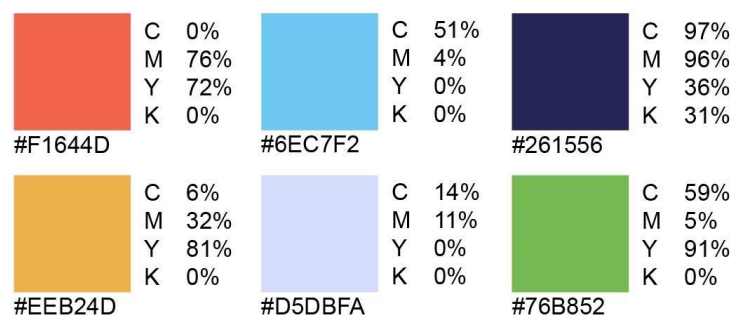 C 0%
M 76%
Y 72%
K 0%
#F1644D
C 51%
M 4%
Y 0%
K 0%
#6EC7F2
C 97%
M 96%
Y 36%
K 31%
#261556
C 6%
M 32%
Y 81%
K 0%
#EEB24D
C 14%
M 11%
Y 0%
K 0%
#D5DBFA
C 59%
M 5%
Y 91%
K 0%
#76B852